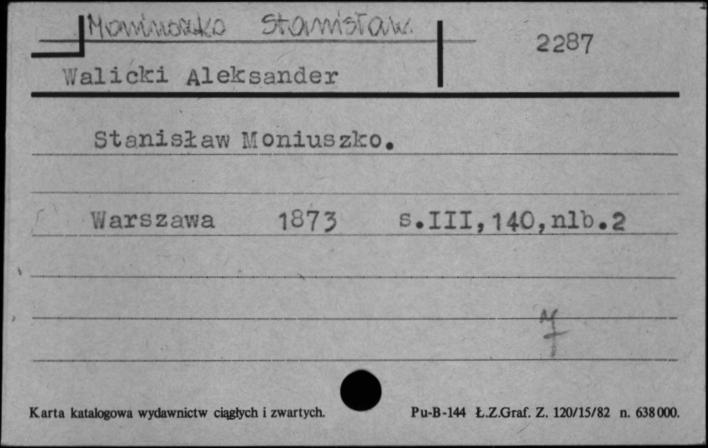 Moniuszko Stanisław.
2287
Walicki Aleksander
Stanisław Moniuszko.
Warszawa 1873 s.III,140,nlb.2
Karta katalogowa wydawnictw ciągłych i zwartych. Pu-B-144 Ł.Z.Graf. Z. 120/15/82 n. 638000.